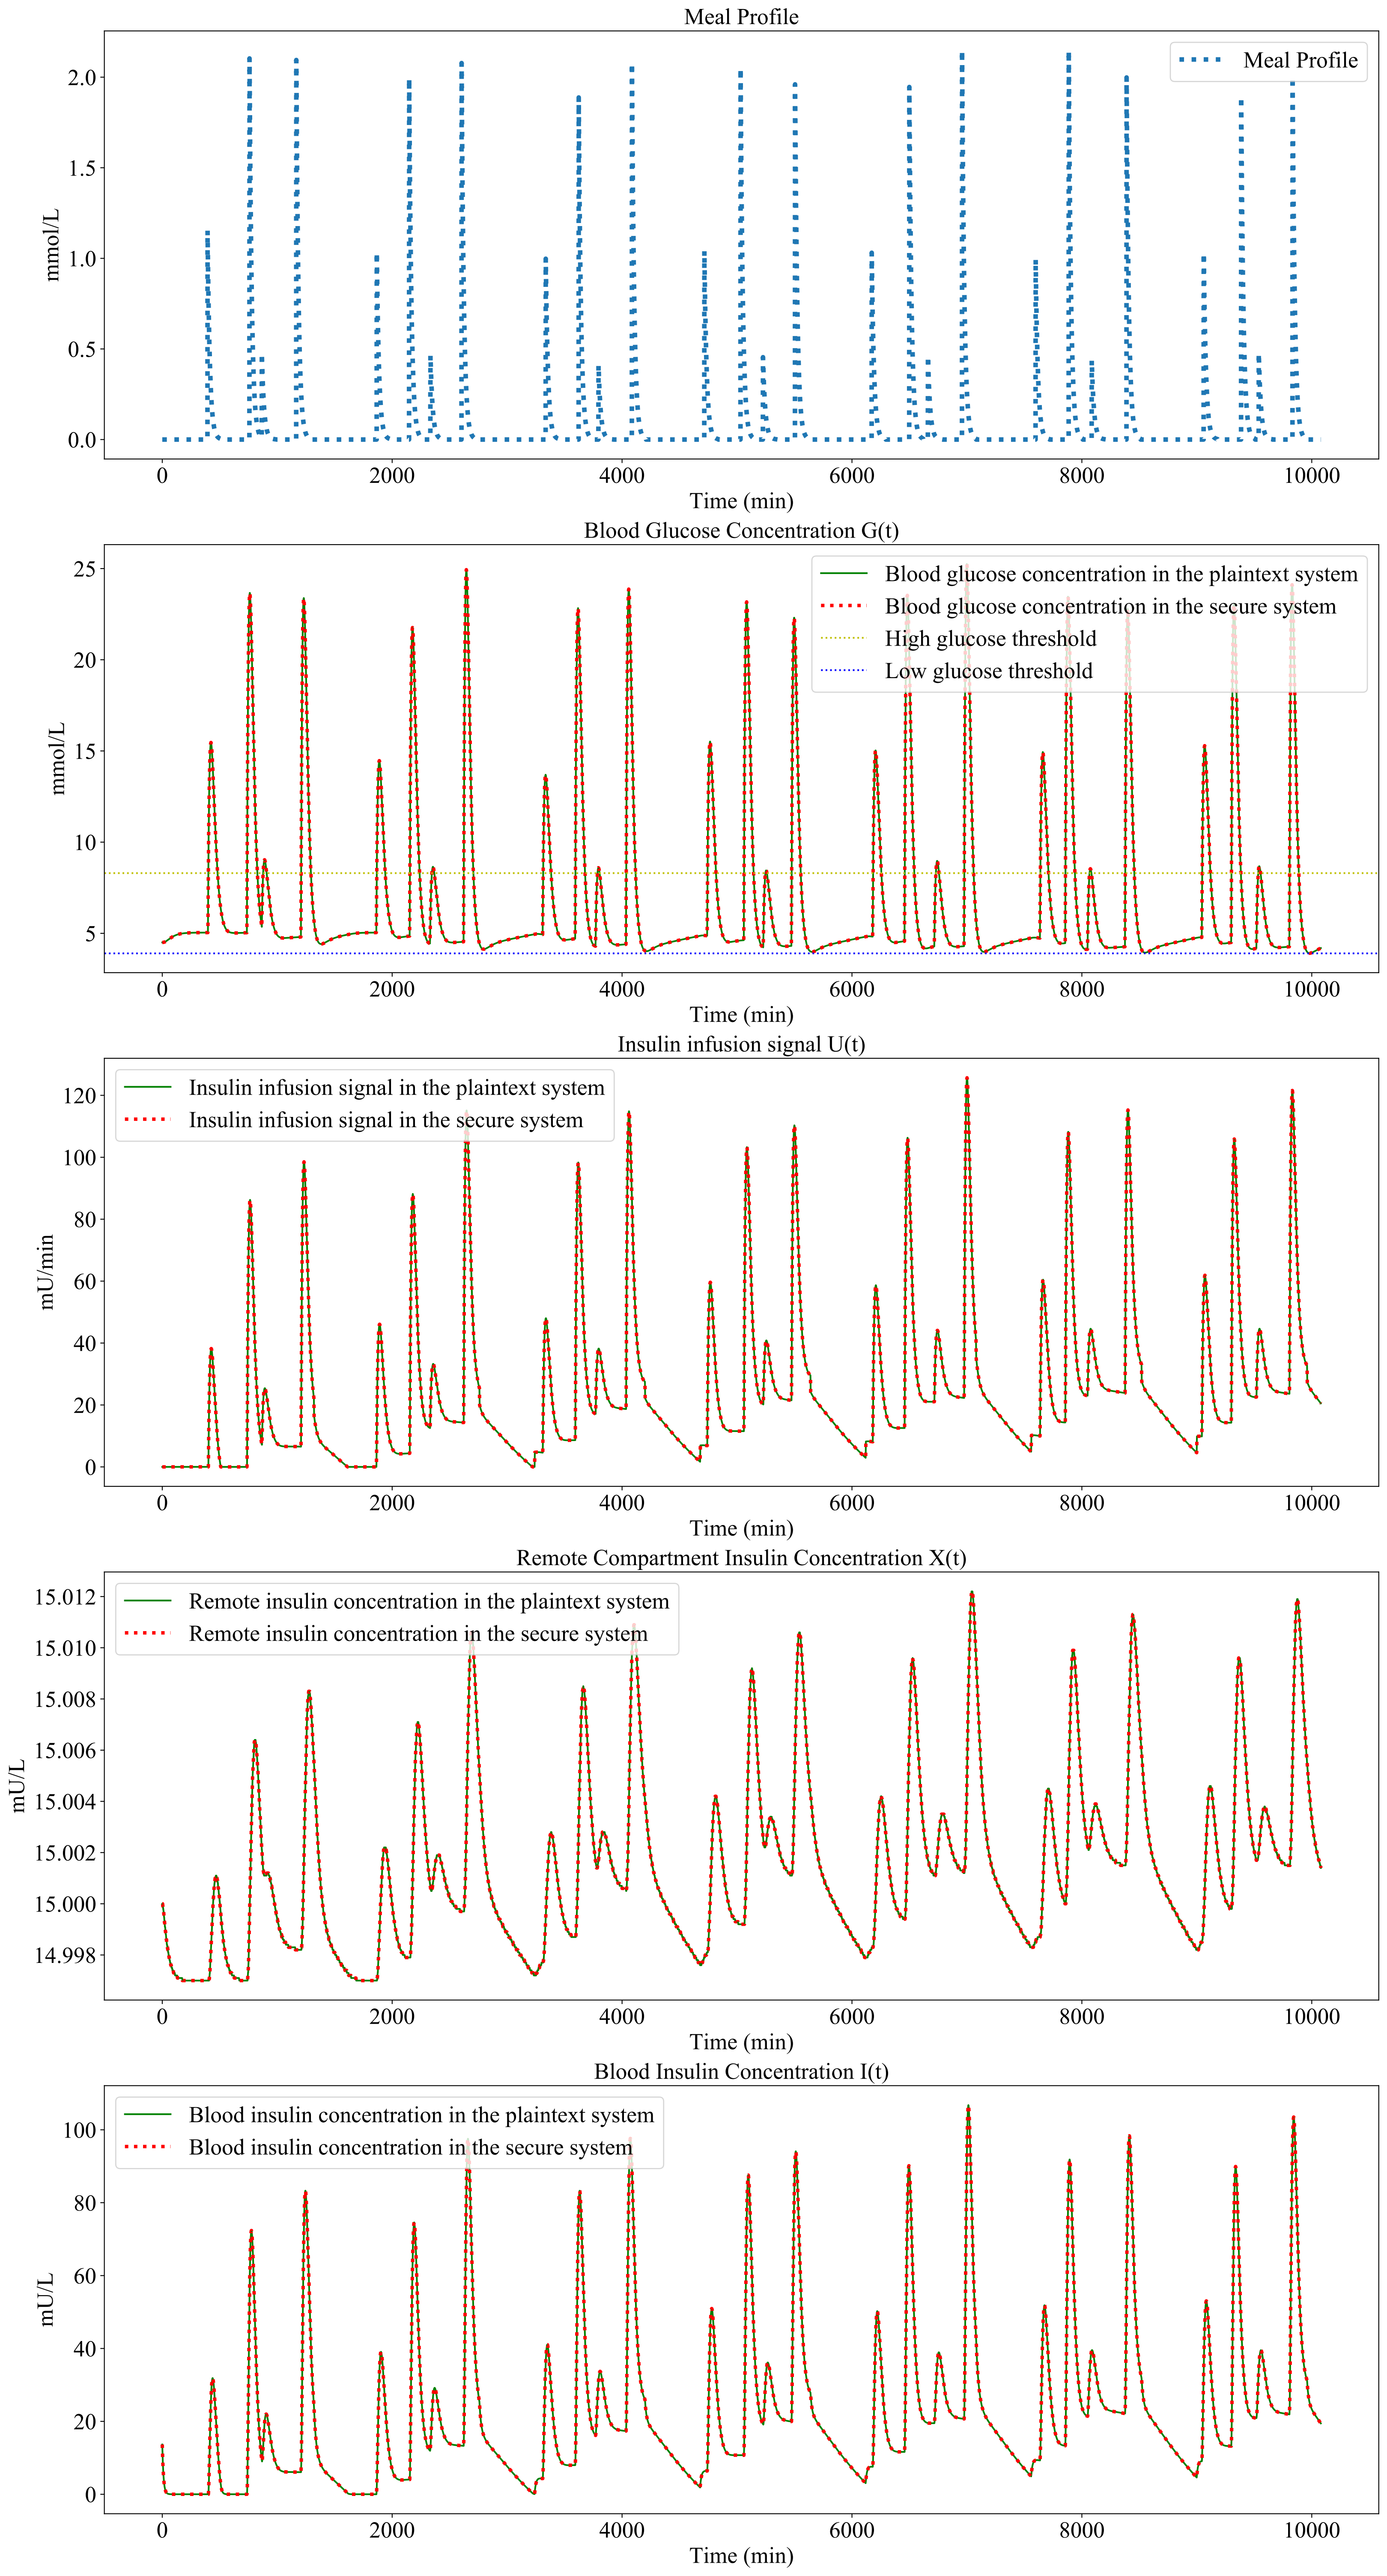 Meal Profile
Meal Profile
mmol/L
2.0
1.5
1.0
0.5
0.0
0 2000 4000 6000 8000 10000
Time (min)
Blood Glucose Concentration G(t)
Blood glucose concentration in the plaintext system
Blood glucose concentration in the secure system
High glucose threshold
Low glucose threshold
mmol/L
25
20
15
10
5
0 2000 4000 6000 8000 10000
Time (min)
Insulin infusion signal U(t)
Insulin infusion signal in the plaintext system
Insulin infusion signal in the secure system
mU/min
120
100
80
60
40
20
0
0 2000 4000 6000 8000 10000
Time (min)
Remote Compartment Insulin Concentration X(t)
Remote insulin concentration in the plaintext system
Remote insulin concentration in the secure system
mU/L
15.012
15.010
15.008
15.006
15.004
15.002
15.000
14.998
0 2000 4000 6000 8000 10000
Time (min)
Blood Insulin Concentration I(t)
Blood insulin concentration in the plaintext system
Blood insulin concentration in the secure system
mU/L
100
80
60
40
20
0
0 2000 4000 6000 8000 10000
Time (min)